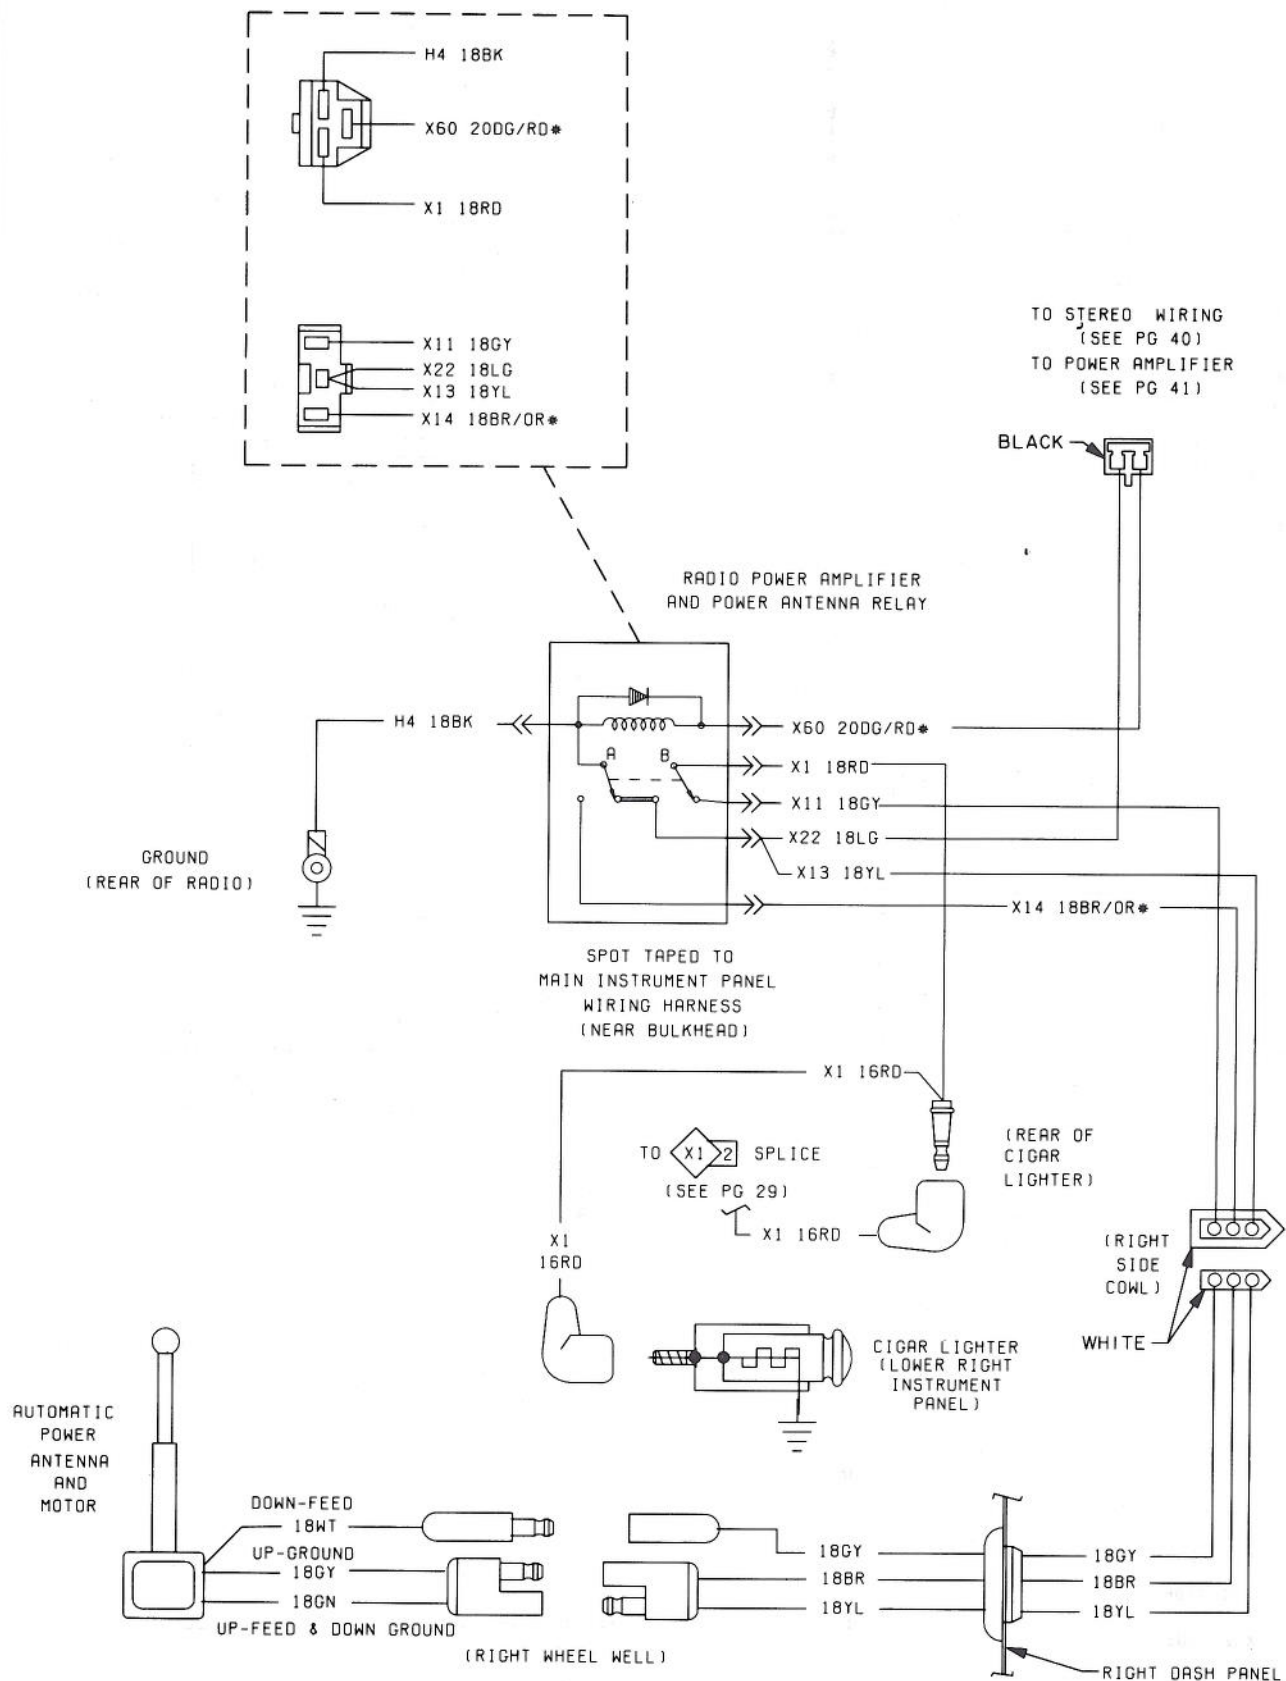 H4 18BK
X60 20DG/RD*
X1 18RD
X11 18GY
X22 18LG
X13 18YL
X14 18BR/OR*
TO STEREO WIRING
(SEE PG 40)
TO POWER AMPLIFIER
(SEE PG 41)
BLACK
RADIO POWER AMPLIFIER
AND POWER ANTENNA RELAY
H4 18BK
X60 20DG/RD*
A
B
X1 18RD
X11 18GY
X22 18LG
X13 18YL
X14 18BR/OR*
GROUND
(REAR OF RADIO)
SPOT TAPED TO
MAIN INSTRUMENT PANEL
WIRING HARNESS
(NEAR BULKHEAD)
X1 16RD
TO X1 2 SPLICE
(SEE PG 29)
X1 16RD
(REAR OF
CIGAR
LIGHTER)
X1
16RD
(RIGHT
SIDE
COWL)
WHITE
CIGAR LIGHTER
(LOWER RIGHT
INSTRUMENT
PANEL)
AUTOMATIC
POWER
ANTENNA
AND
MOTOR
DOWN-FEED
18WT
UP-GROUND
18GY
18GN
UP-FEED & DOWN GROUND
(RIGHT WHEEL WELL)
18GY
18BR
18YL
18GY
18BR
18YL
RIGHT DASH PANEL